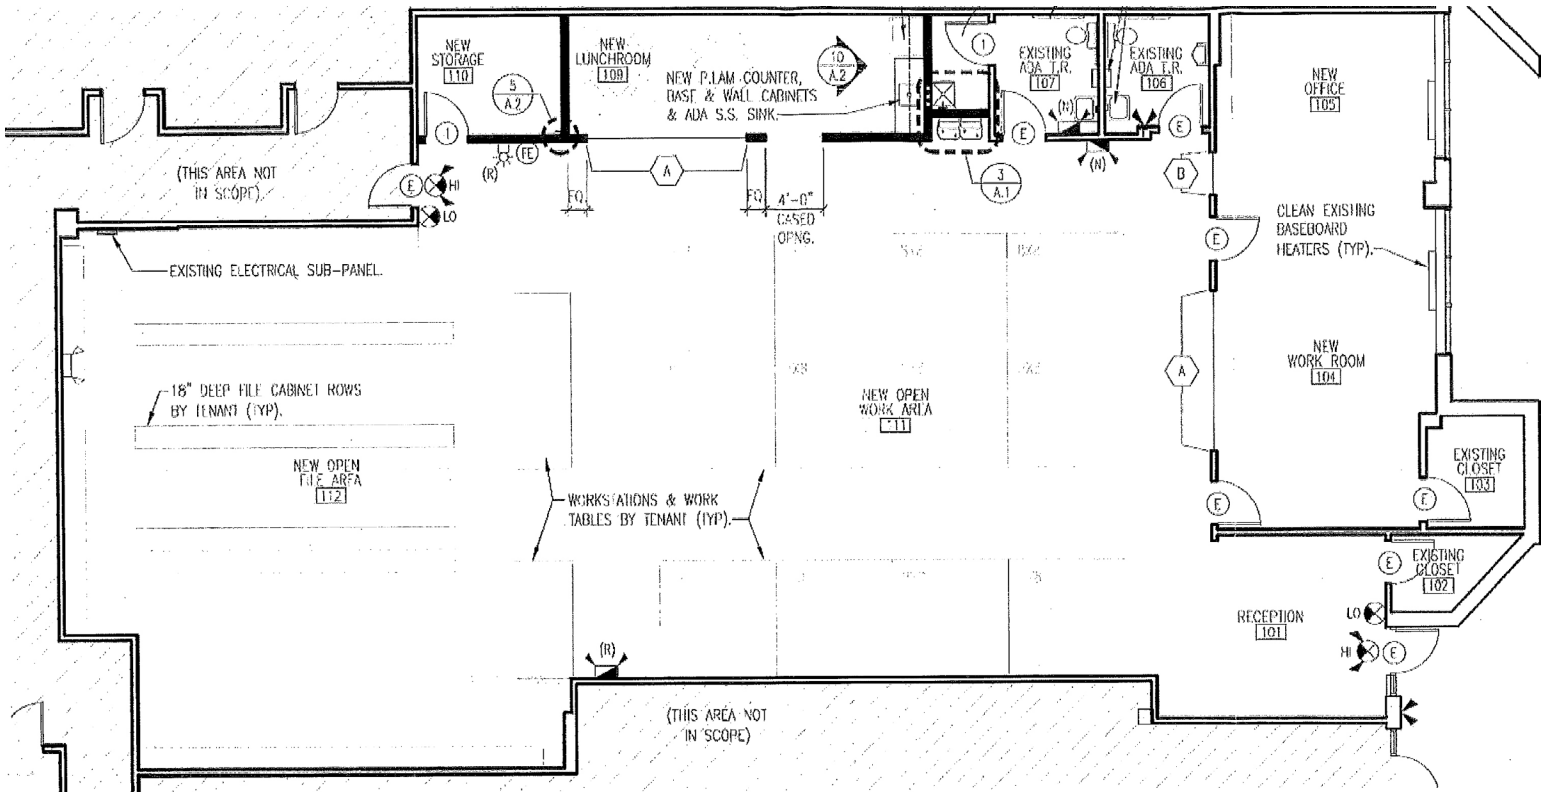 NEW
STORAGE
110
5
A.2
1
NEW
LUNCHROOM
109
NEW P.LAM COUNTER,
BASE & WALL CABINETS
& ADA S.S. SINK.
10
A.2
1
EXISTING
ADA T.R.
107
(N)
E
EXISTING
ADA T.R.
106
E
(N)
NEW
OFFICE
105
(THIS AREA NOT
IN SCOPE)
E
HI
LO
(R)
FE
A
EQ.
EQ.
4'-0"
CASED
OPNG.
3
A.1
B
E
CLEAN EXISTING
BASEBOARD
HEATERS (TYP).
EXISTING ELECTRICAL SUB-PANEL.
18" DEEP FILE CABINET ROWS
BY TENANT (TYP).
NEW OPEN
FILE AREA
112
NEW OPEN
WORK AREA
111
A
NEW
WORK ROOM
104
WORKSTATIONS & WORK
TABLES BY TENANT (TYP).
E
E
EXISTING
CLOSET
103
E
EXISTING
CLOSET
102
RECEPTION
101
LO
HI
E
(R)
(THIS AREA NOT
IN SCOPE)